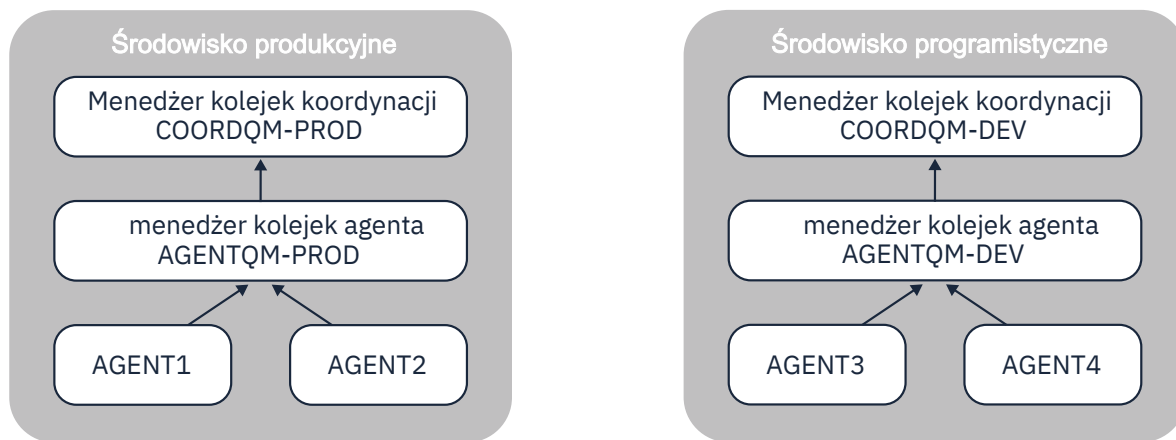 Środowisko produkcyjne
Menedżer kolejek koordynacji
COORDQM-PROD
menedżer kolejek agenta
AGENTQM-PROD
AGENT1
AGENT2
Środowisko programistyczne
Menedżer kolejek koordynacji
COORDQM-DEV
menedżer kolejek agenta
AGENTQM-DEV
AGENT3
AGENT4